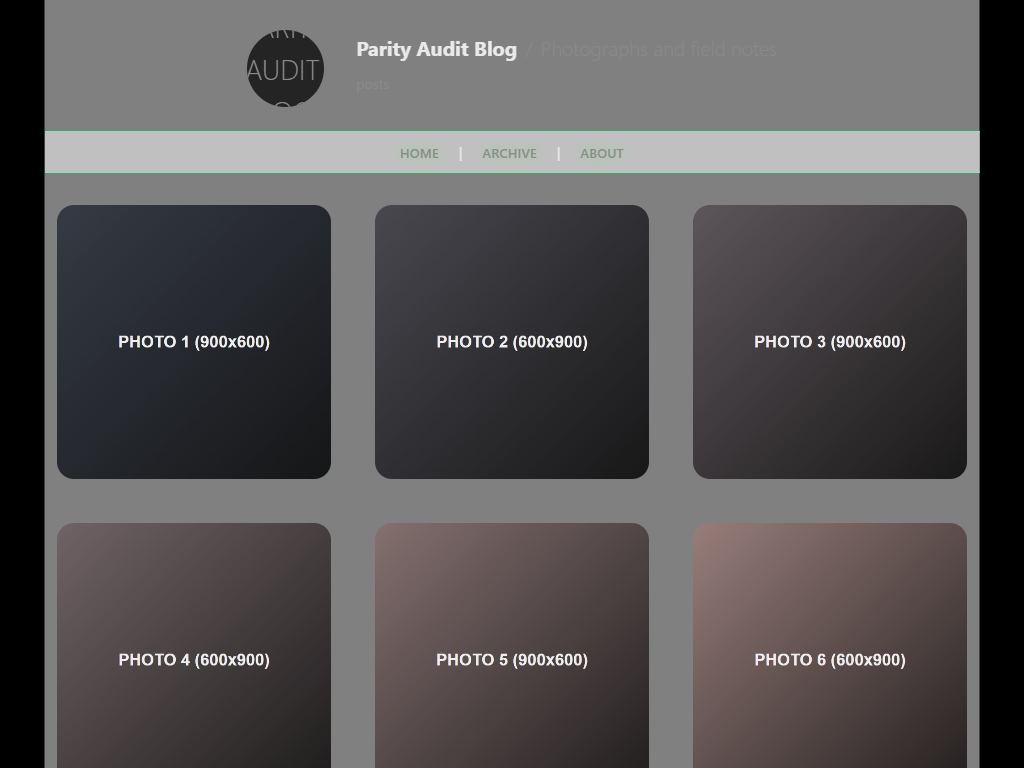 AUDIT
Parity Audit Blog / Photographs and field notes
posts
HOME | ARCHIVE | ABOUT
PHOTO 1 (900x600)
PHOTO 2 (600x900)
PHOTO 3 (900x600)
PHOTO 4 (600x900)
PHOTO 5 (900x600)
PHOTO 6 (600x900)